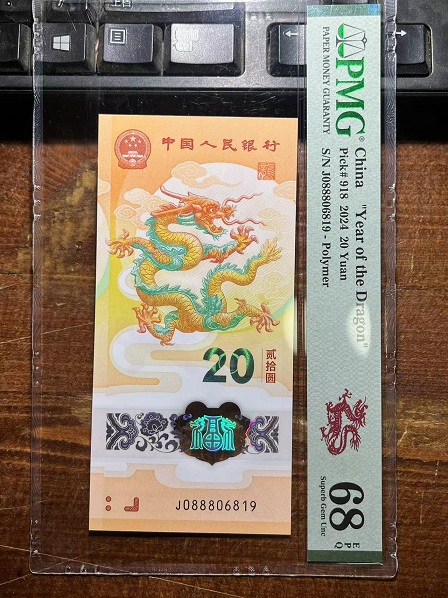 中国人民银行
20
贰拾圆
J088806819
PMG®
PAPER MONEY GUARANTY
China "Year of the Dragon"
Pick# 918 2024 20 Yuan
S/N J088806819 - Polymer
68
EPQ
Superb Gem Unc